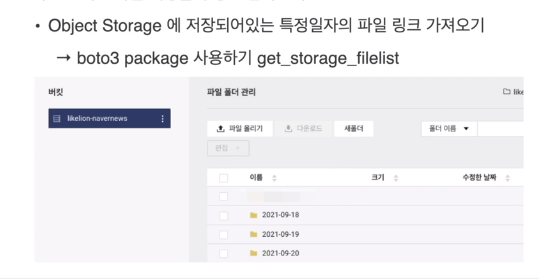 • Object Storage 에 저장되어있는 특정일자의 파일 링크 가져오기
→ boto3 package 사용하기 get_storage_filelist
버킷
파일 폴더 관리
like
likelion-navernews
파일 올리기
다운로드
새폴더
폴더 이름
편집
이름
크기
수정한 날짜
2021-09-18
2021-09-19
2021-09-20